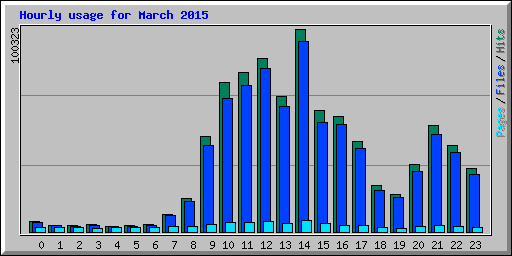 Hourly usage for March 2015
100323
Pages/Files/Hits
0 1 2 3 4 5 6 7 8 9 10 11 12 13 14 15 16 17 18 19 20 21 22 23